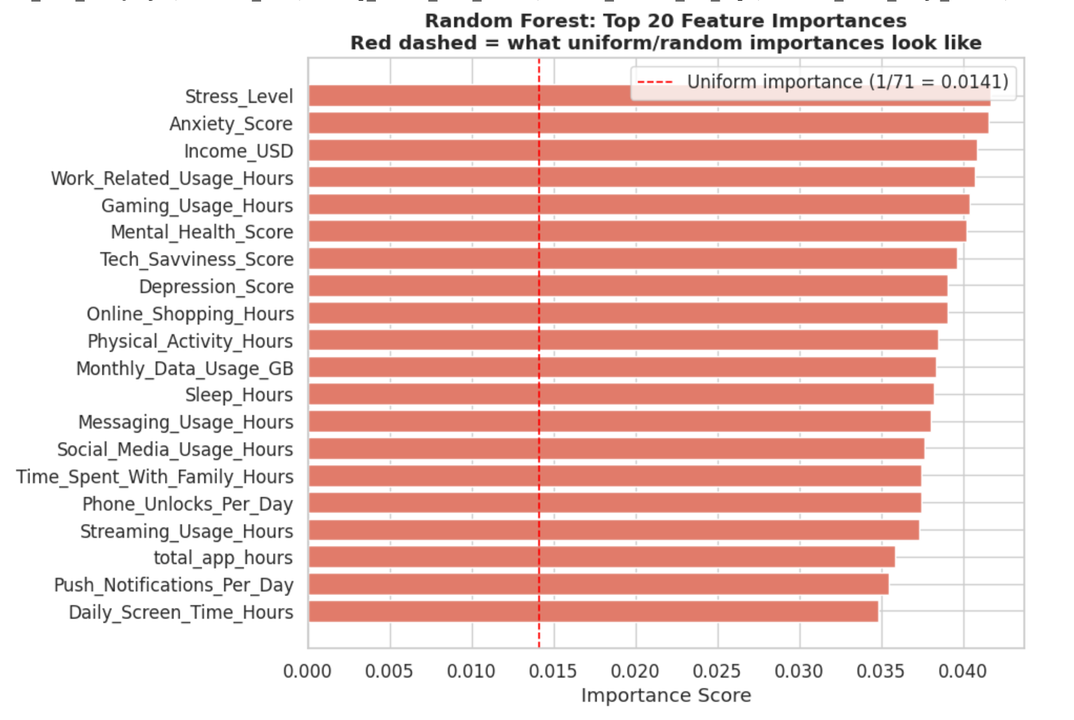 Random Forest: Top 20 Feature Importances
Red dashed = what uniform/random importances look like
Uniform importance (1/71 = 0.0141)
Stress_Level
Anxiety_Score
Income_USD
Work_Related_Usage_Hours
Gaming_Usage_Hours
Mental_Health_Score
Tech_Savviness_Score
Depression_Score
Online_Shopping_Hours
Physical_Activity_Hours
Monthly_Data_Usage_GB
Sleep_Hours
Messaging_Usage_Hours
Social_Media_Usage_Hours
Time_Spent_With_Family_Hours
Phone_Unlocks_Per_Day
Streaming_Usage_Hours
total_app_hours
Push_Notifications_Per_Day
Daily_Screen_Time_Hours
0.000 0.005 0.010 0.015 0.020 0.025 0.030 0.035 0.040
Importance Score